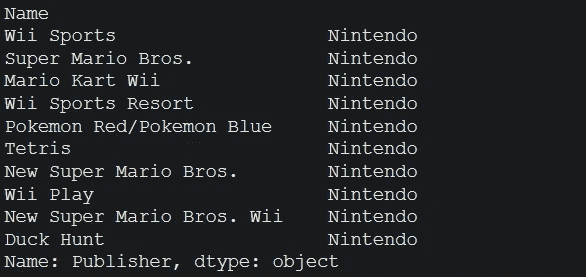 Name
Wii Sports                   Nintendo
Super Mario Bros.            Nintendo
Mario Kart Wii               Nintendo
Wii Sports Resort            Nintendo
Pokemon Red/Pokemon Blue     Nintendo
Tetris                       Nintendo
New Super Mario Bros.        Nintendo
Wii Play                     Nintendo
New Super Mario Bros. Wii    Nintendo
Duck Hunt                    Nintendo
Name: Publisher, dtype: object